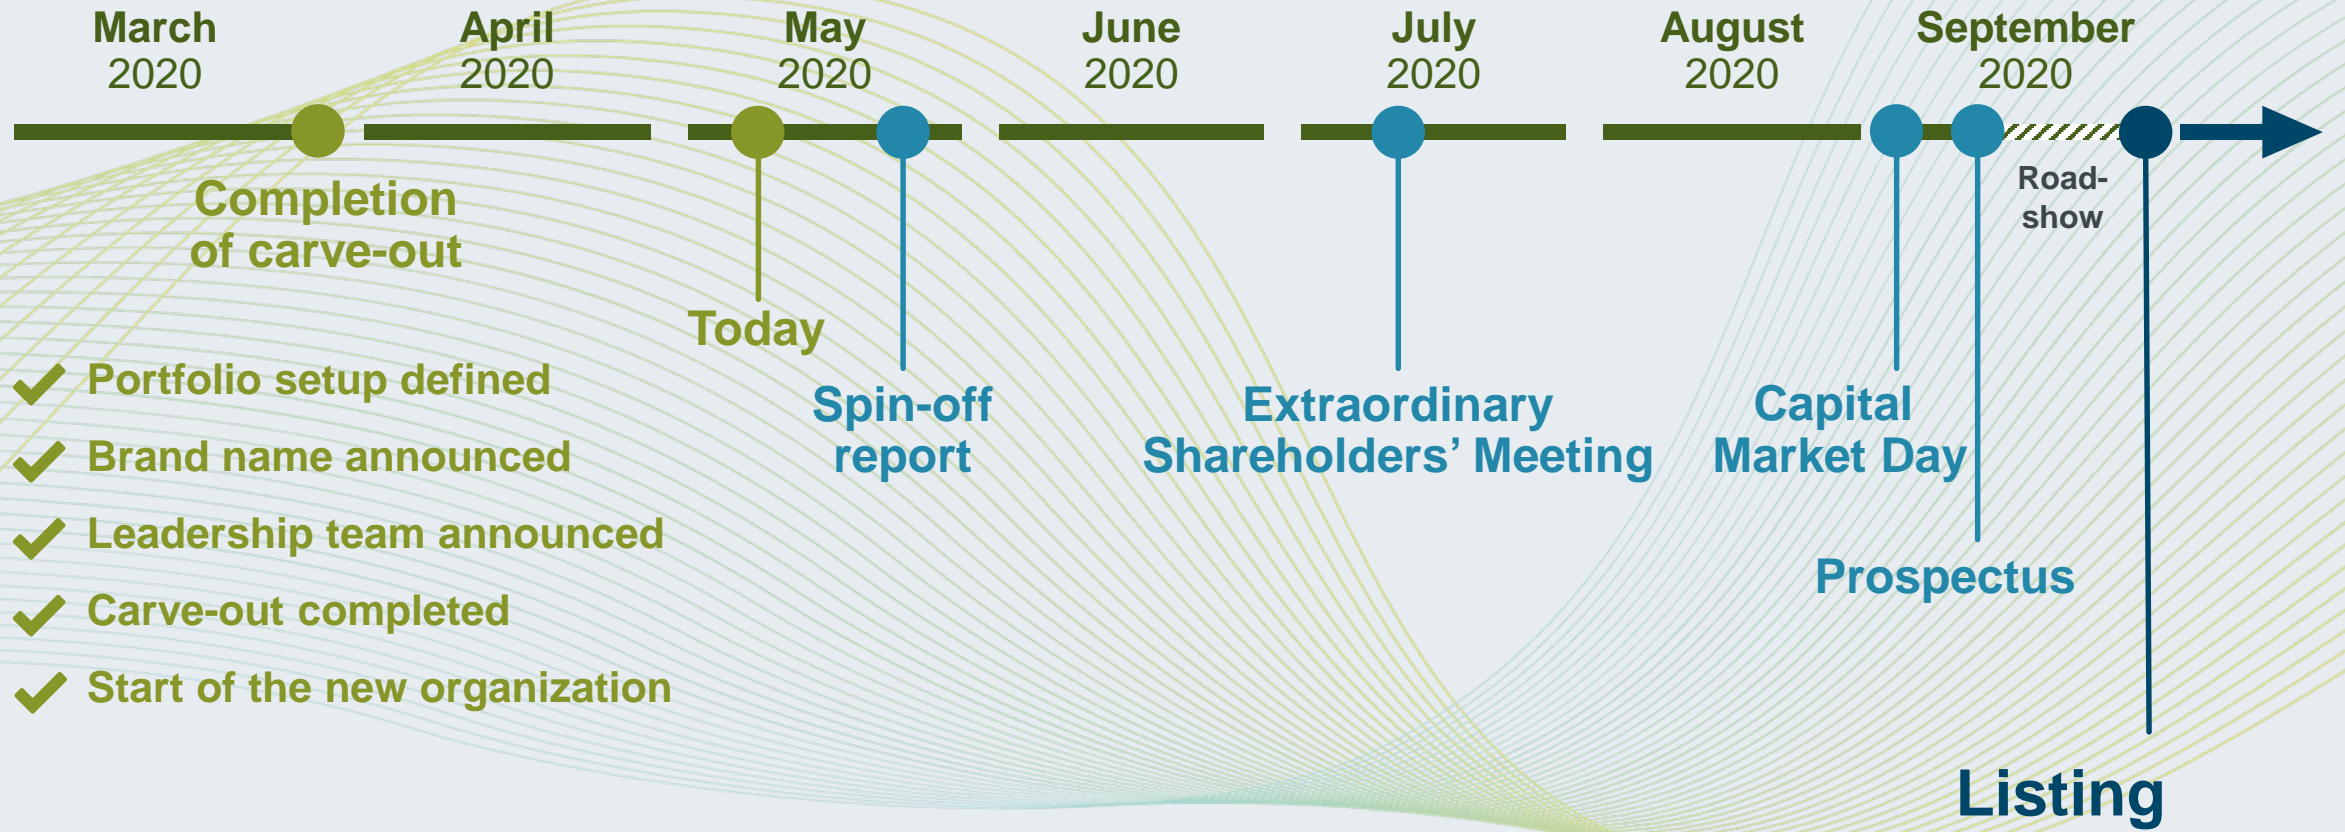 March
2020
April
2020
May
2020
June
2020
July
2020
August
2020
September
2020
Completion
of carve-out
Road-
show
Today
Portfolio setup defined
Brand name announced
Leadership team announced
Carve-out completed
Start of the new organization
Spin-off
report
Extraordinary
Shareholders’ Meeting
Capital
Market Day
Prospectus
Listing